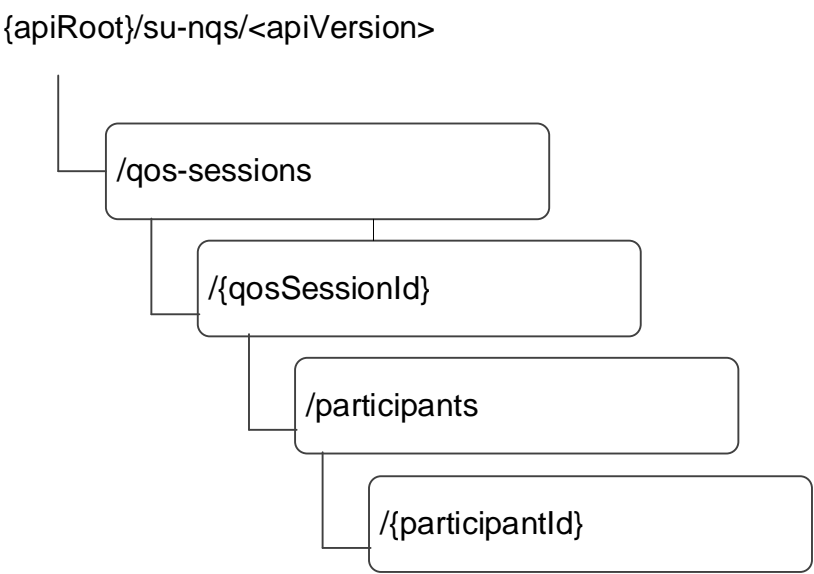 {apiRoot}/su-nqs/<apiVersion>
/qos-sessions
/{qosSessionId}
/participants
/{participantId}